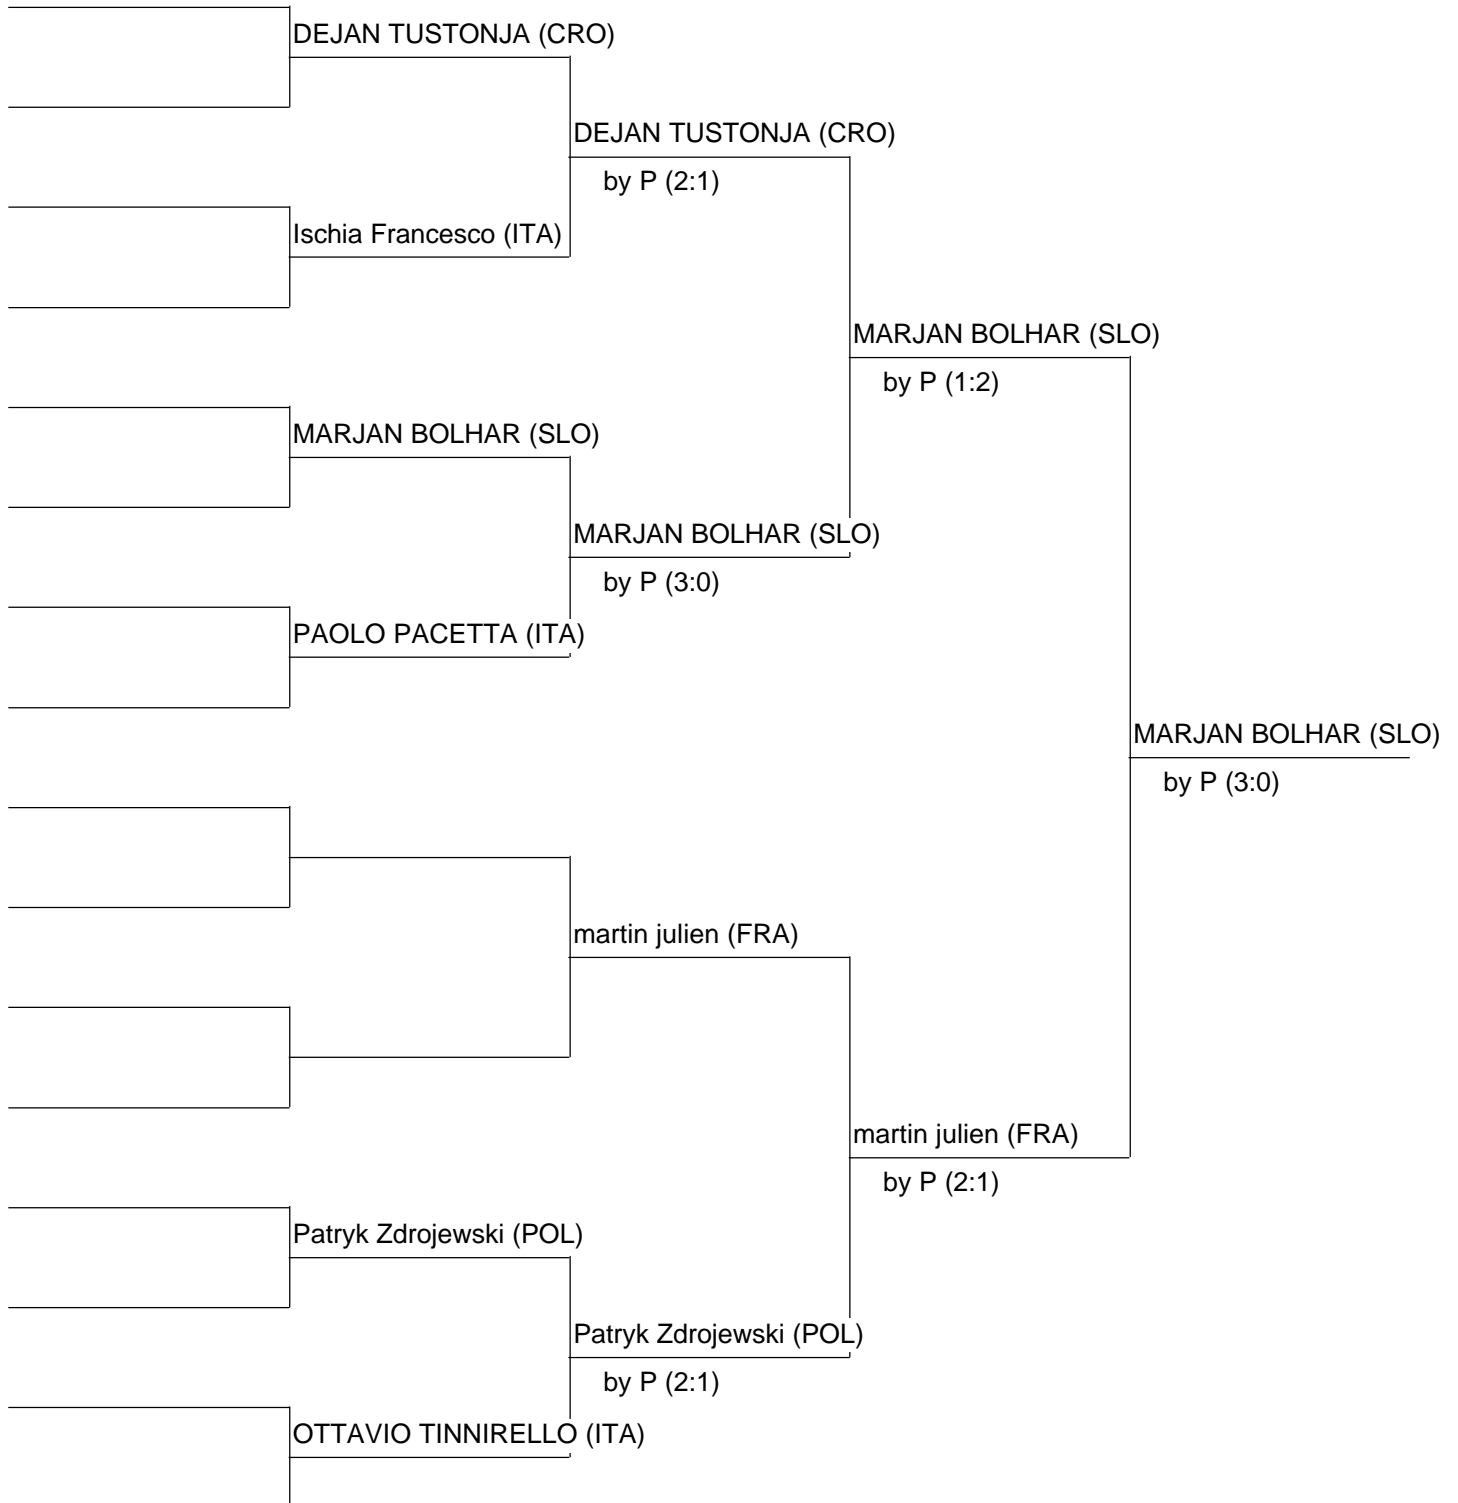 DEJAN TUSTONJA (CRO)
DEJAN TUSTONJA (CRO)
by P (2:1)
Ischia Francesco (ITA)
MARJAN BOLHAR (SLO)
by P (1:2)
MARJAN BOLHAR (SLO)
MARJAN BOLHAR (SLO)
by P (3:0)
PAOLO PACETTA (ITA)
MARJAN BOLHAR (SLO)
by P (3:0)
martin julien (FRA)
martin julien (FRA)
by P (2:1)
Patryk Zdrojewski (POL)
Patryk Zdrojewski (POL)
by P (2:1)
OTTAVIO TINNIRELLO (ITA)